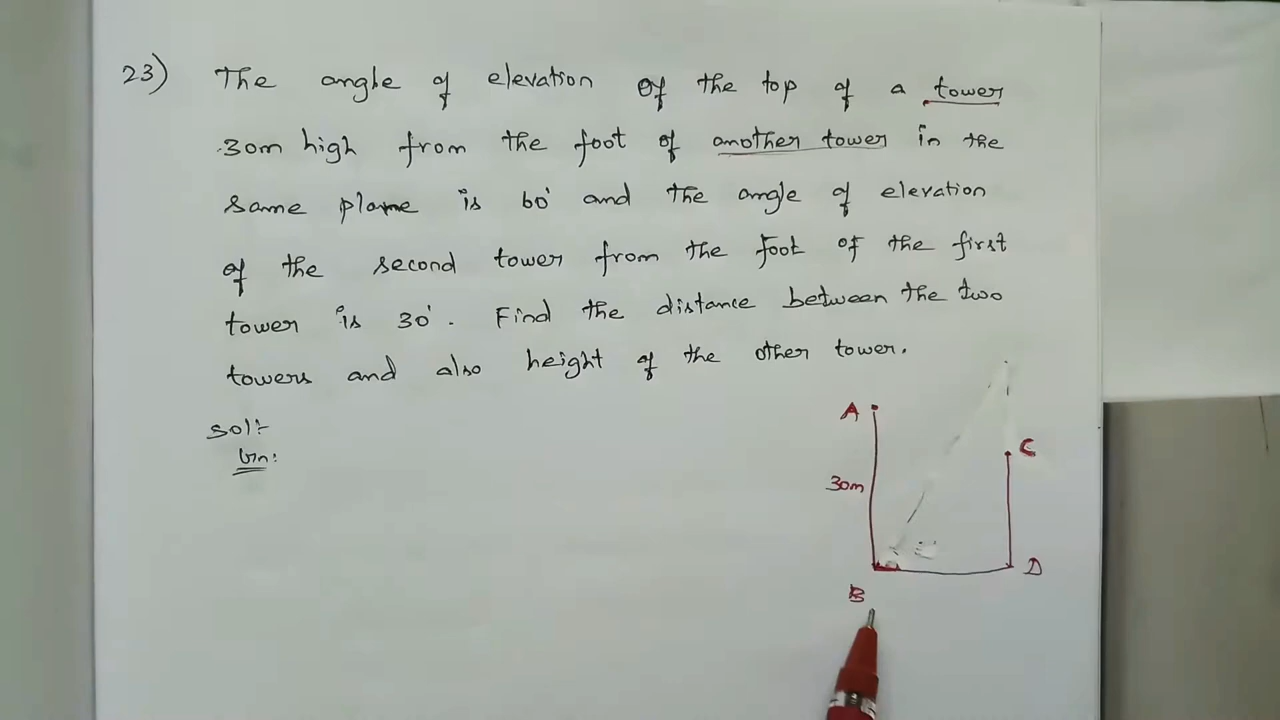 23) The angle of elevation of the top of a tower
30m high from the foot of another tower in the
same plane is 60° and the angle of elevation
of the second tower from the foot of the first
tower is 30°. Find the distance between the two
towers and also height of the other tower.
Sol:-
Gn:
A
C
30m
D
B